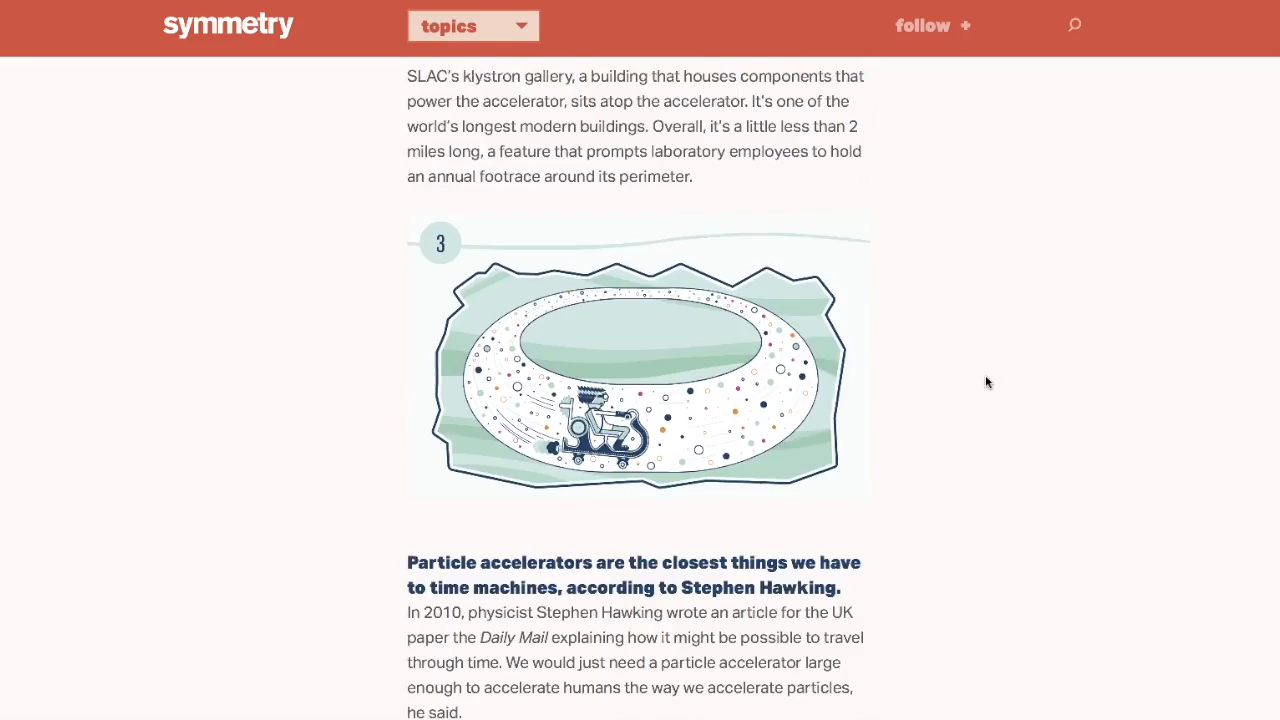 symmetry
topics
follow +
SLAC's klystron gallery, a building that houses components that
power the accelerator, sits atop the accelerator. It's one of the
world's longest modern buildings. Overall, it's a little less than 2
miles long, a feature that prompts laboratory employees to hold
an annual footrace around its perimeter.
3
Particle accelerators are the closest things we have
to time machines, according to Stephen Hawking.
In 2010, physicist Stephen Hawking wrote an article for the UK
paper the Daily Mail explaining how it might be possible to travel
through time. We would just need a particle accelerator large
enough to accelerate humans the way we accelerate particles,
he said.